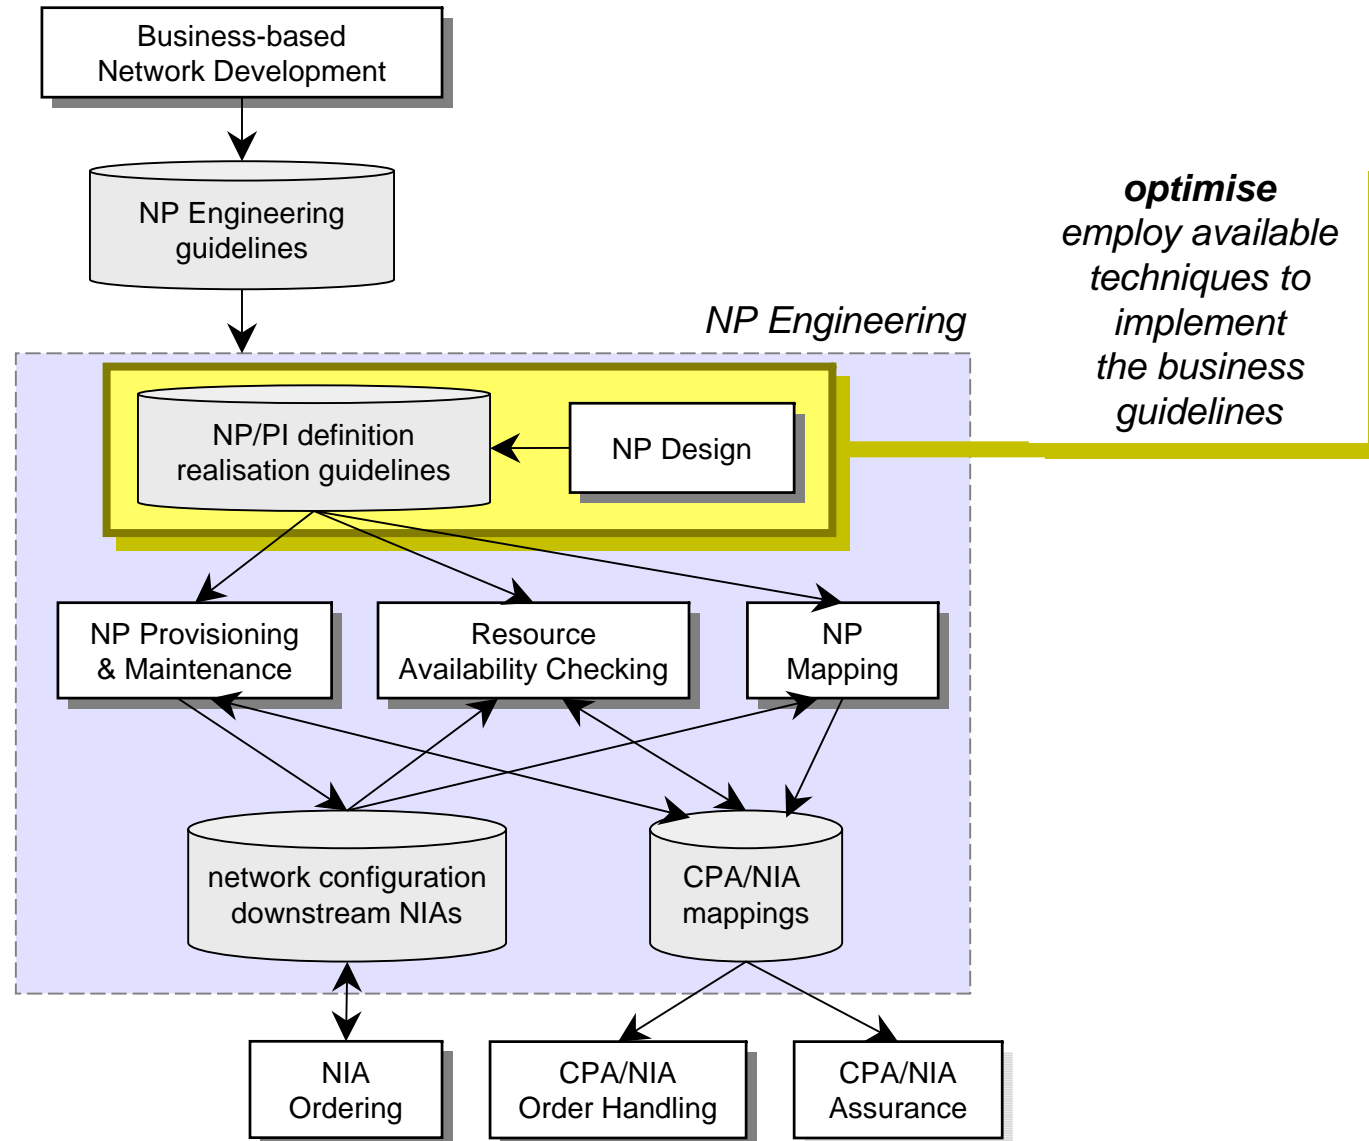 Business-based
Network Development
NP Engineering
guidelines
optimise
employ available
techniques to
implement
the business
guidelines
NP Engineering
NP/PI definition
realisation guidelines
NP Design
NP Provisioning
& Maintenance
Resource
Availability Checking
NP
Mapping
network configuration
downstream NIAs
CPA/NIA
mappings
NIA
Ordering
CPA/NIA
Order Handling
CPA/NIA
Assurance